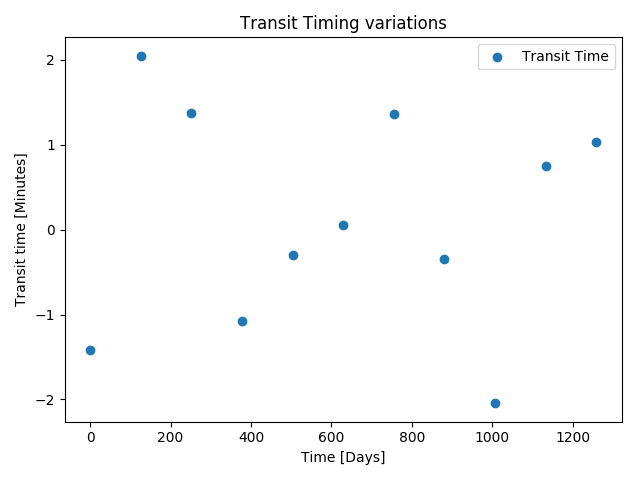 Transit Timing variations
Transit Time
2
1
0
−1
−2
Transit time [Minutes]
0 200 400 600 800 1000 1200
Time [Days]